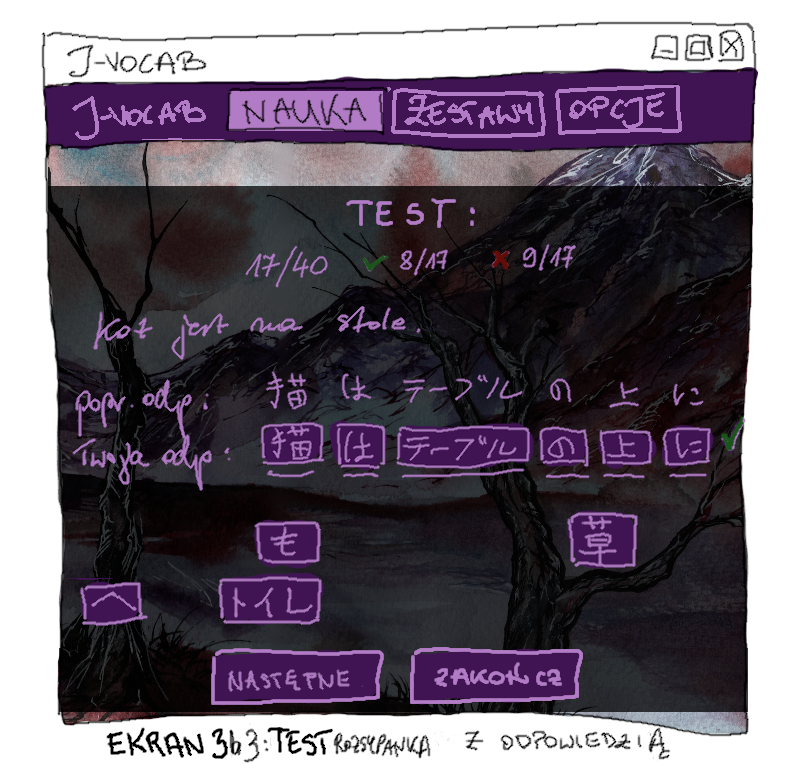 J-VOCAB
J-VOCAB NAUKA ZESTAWY OPCJE
TEST:
17/40 ✓ 8/17 ✗ 9/17
Kot jest na stole.
popr. odp.: 描 は テーブル の 上 に
Twoja odp: 描 は テーブル の 上 に ✓
も 草
へ トイレ
NASTĘPNE ZAKOŃCZ
EKRAN 3b3: TEST ROZSYPANKA Z ODPOWIEDZIĄ